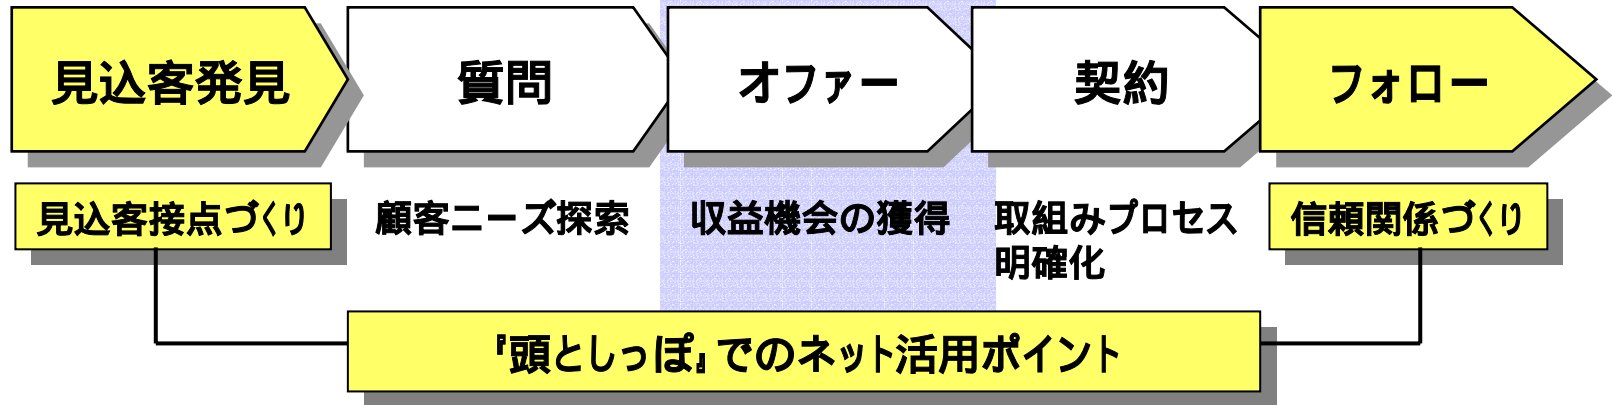 見込客発見
質問
オファー
契約
フォロー
見込客接点づくり
顧客ニーズ探索
収益機会の獲得
取組みプロセス
明確化
信頼関係づくり
『頭としっぽ』でのネット活用ポイント